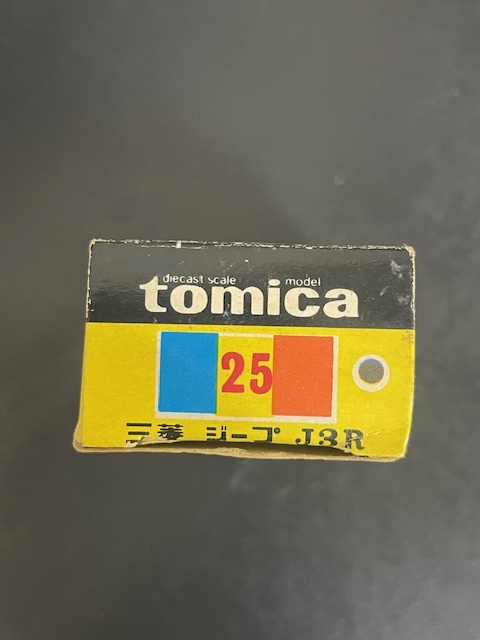 diecast scale model
tomica
25
三菱 ジープ J3R